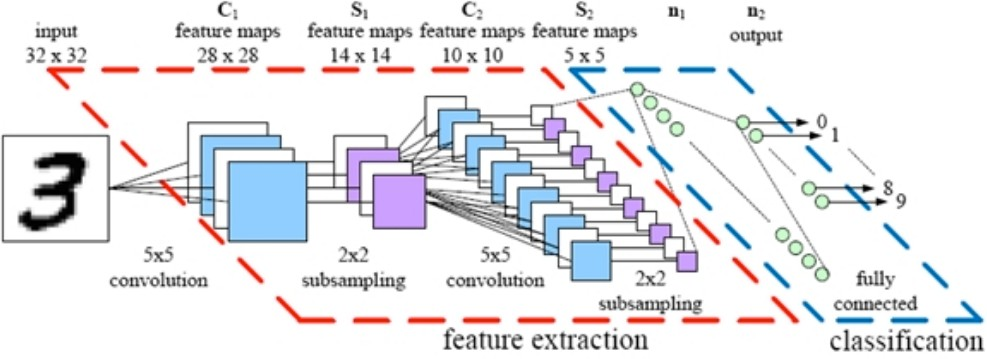 input
32 x 32
C1
feature maps
28 x 28
S1
feature maps
14 x 14
C2
feature maps
10 x 10
S2
feature maps
5 x 5
n1
n2
output
3
0
1
8
9
5x5
convolution
2x2
subsampling
5x5
convolution
2x2
subsampling
fully
connected
feature extraction
classification